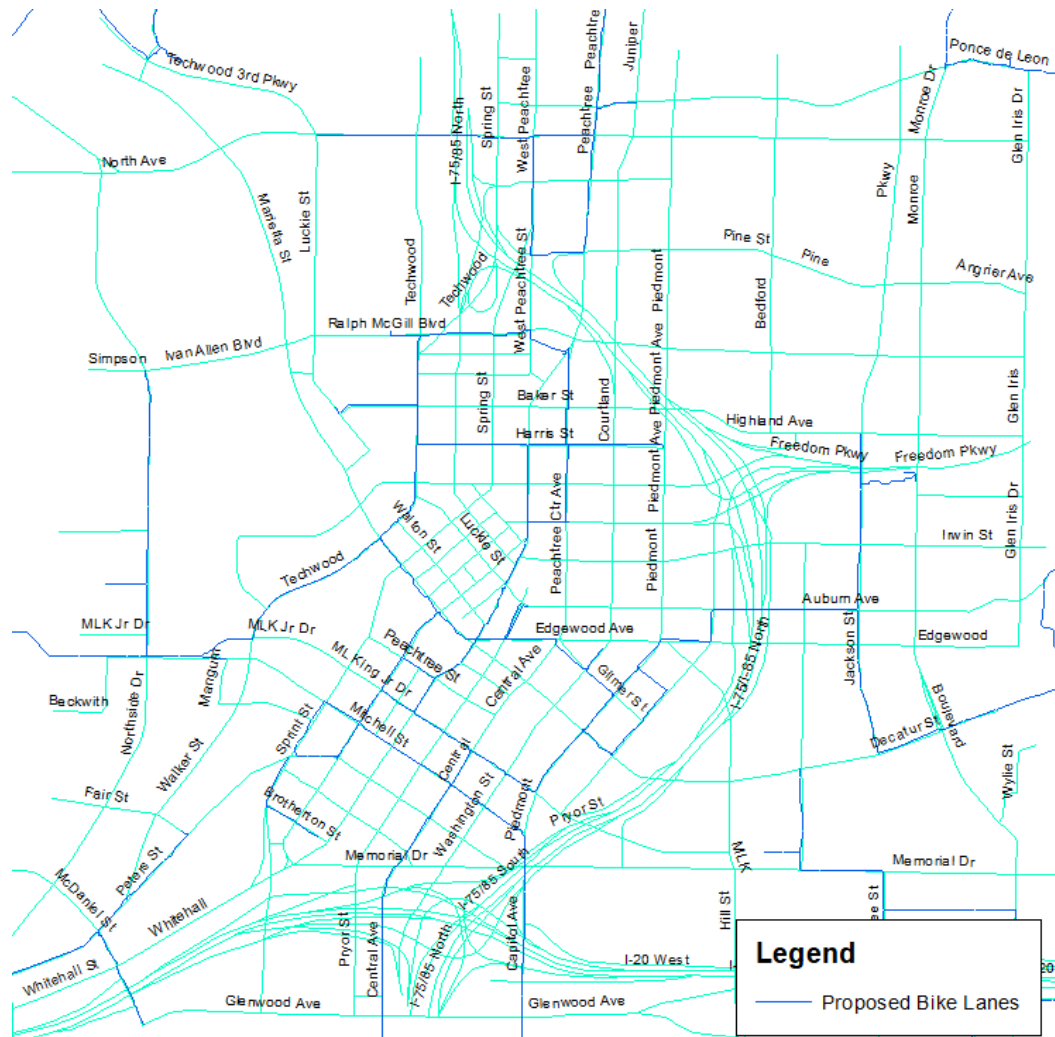 Peachtre
Peachtree
Juniper
Ponce de Leon
Techwood 3rd Pkwy
I-75/85 North
Spring St
West Peachtree
Peachtree
Monroe Dr
Glen Iris Dr
North Ave
Marietta St
Luckie St
Pkwy
Monroe
Techwood
Techwood
West Peachtree St
Piedmont
Pine St
Pine
Angrier Ave
Bedford
Ralph McGill Blvd
Ivan Allen Blvd
Simpson
Spring St
Baker St
Harris St
Courtland
Piedmont Ave
Piedmont Ave
Highland Ave
Freedom Pkwy
Freedom Pkwy
Glen Iris
Walton St
Luckie St
Peachtree Ctr Ave
Piedmont
Irwin St
Glen Iris Dr
Techwood
Auburn Ave
MLK Jr Dr
MLK Jr Dr
Peachtree St
ML King Jr Dr
Edgewood Ave
Edgewood
Central Ave
Gilmer St
I-75/I-85 North
Jackson St
Beckwith
Northside Dr
Mangum
Sprint St
Mitchell St
Central
Washington St
Piedmont
Decatur St
Boulevard
Wylie St
Walker St
Fair St
Brotherton St
Pryor St
Memorial Dr
MLK
Memorial Dr
Peters St
McDaniel St
Whitehall
I-75/85 South
Hill St
ee St
Whitehall St
Pryor St
Central Ave
I-75/85 North
Capitol Ave
I-20 West
I-
20
Glenwood Ave
Glenwood Ave
Legend
Proposed Bike Lanes